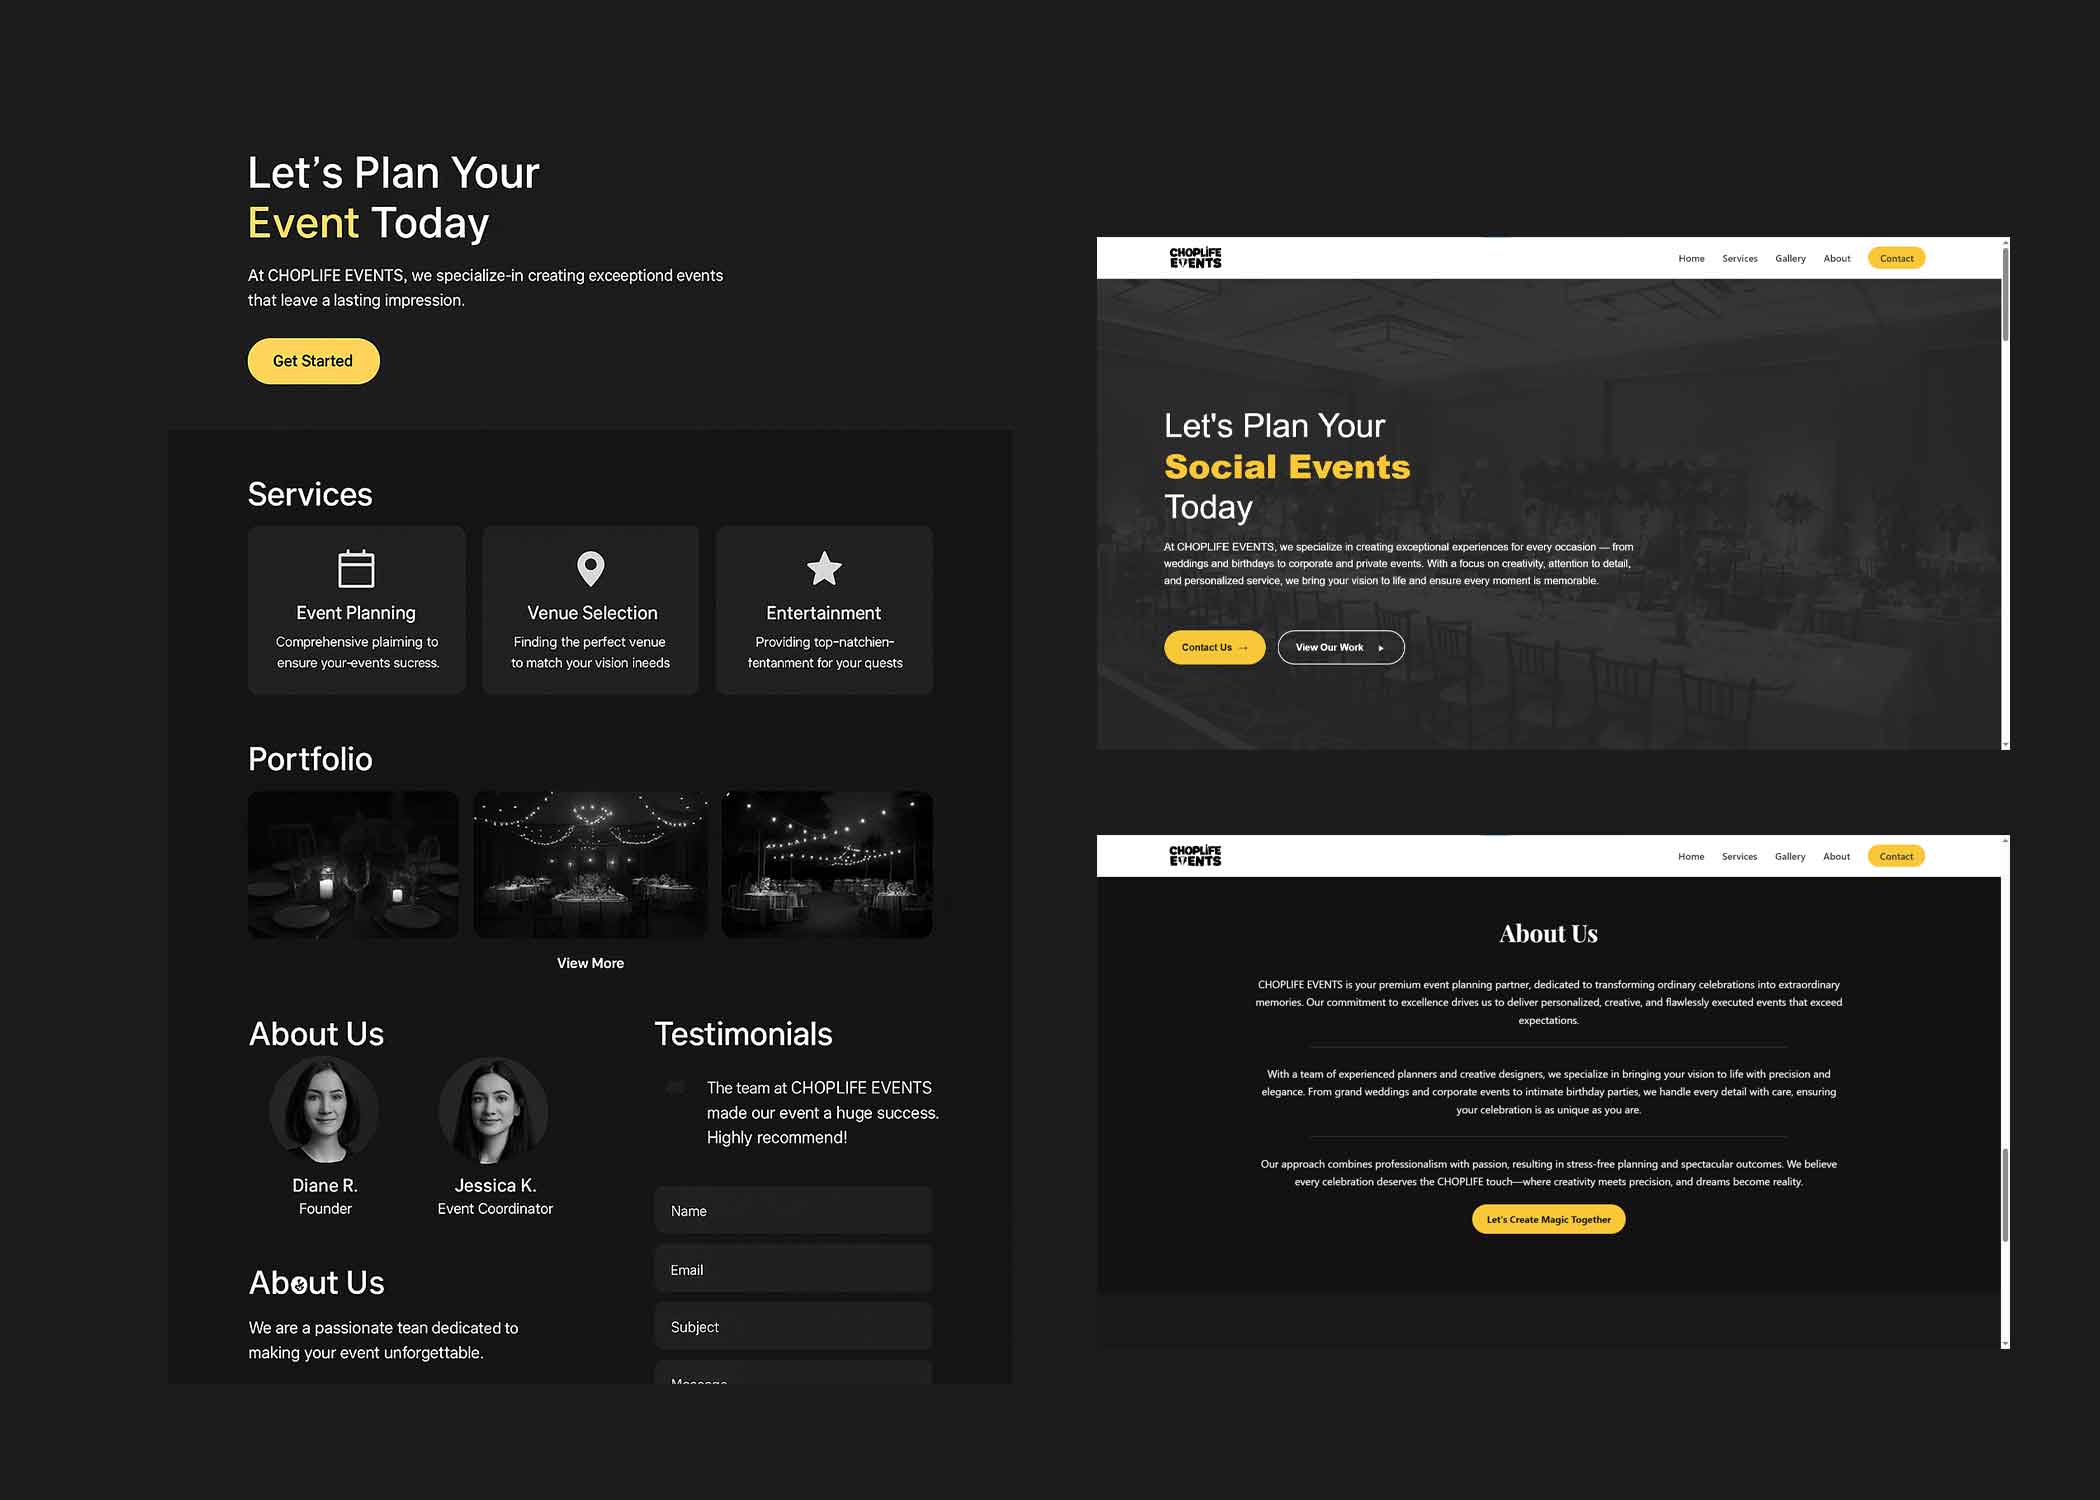 Let’s Plan Your
Event Today
At CHOPLIFE EVENTS, we specialize-in creating exceeptiond events
that leave a lasting impression.
Get Started
Services
Event Planning
Comprehensive plaiming to
ensure your-events sucress.
Venue Selection
Finding the perfect venue
to match your vision ineeds
Entertainment
Providing top-natchien-
tentanment for your quests
Portfolio
View More
About Us
Diane R.
Founder
Jessica K.
Event Coordinator
About Us
We are a passionate tean dedicated to
making your event unforgettable.
Testimonials
The team at CHOPLIFE EVENTS
made our event a huge success.
Highly recommend!
Name
Email
Subject
Message
CHOPLIFE
EVENTS
Home
Services
Gallery
About
Contact
Let's Plan Your
Social Events
Today
At CHOPLIFE EVENTS, we specialize in creating exceptional experiences for every occasion — from
weddings and birthdays to corporate and private events. With a focus on creativity, attention to detail,
and personalized service, we bring your vision to life and ensure every moment is memorable.
Contact Us →
View Our Work
CHOPLIFE
EVENTS
Home
Services
Gallery
About
Contact
About Us
CHOPLIFE EVENTS is your premium event planning partner, dedicated to transforming ordinary celebrations into extraordinary
memories. Our commitment to excellence drives us to deliver personalized, creative, and flawlessly executed events that exceed
expectations.
With a team of experienced planners and creative designers, we specialize in bringing your vision to life with precision and
elegance. From grand weddings and corporate events to intimate birthday parties, we handle every detail with care, ensuring
your celebration is as unique as you are.
Our approach combines professionalism with passion, resulting in stress-free planning and spectacular outcomes. We believe
every celebration deserves the CHOPLIFE touch—where creativity meets precision, and dreams become reality.
Let's Create Magic Together